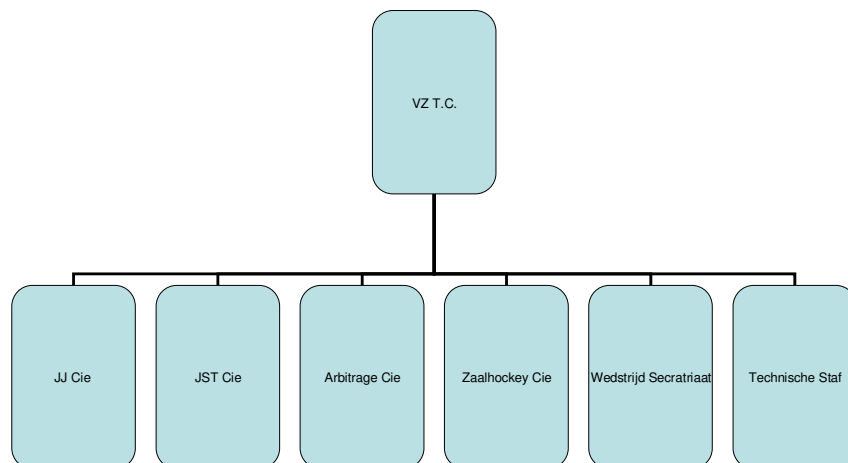 VZ T.C.
JJ Cie
JST Cie
Arbitrage Cie
Zaalhockey Cie
Wedstrijd Secratriaat
Technische Staf